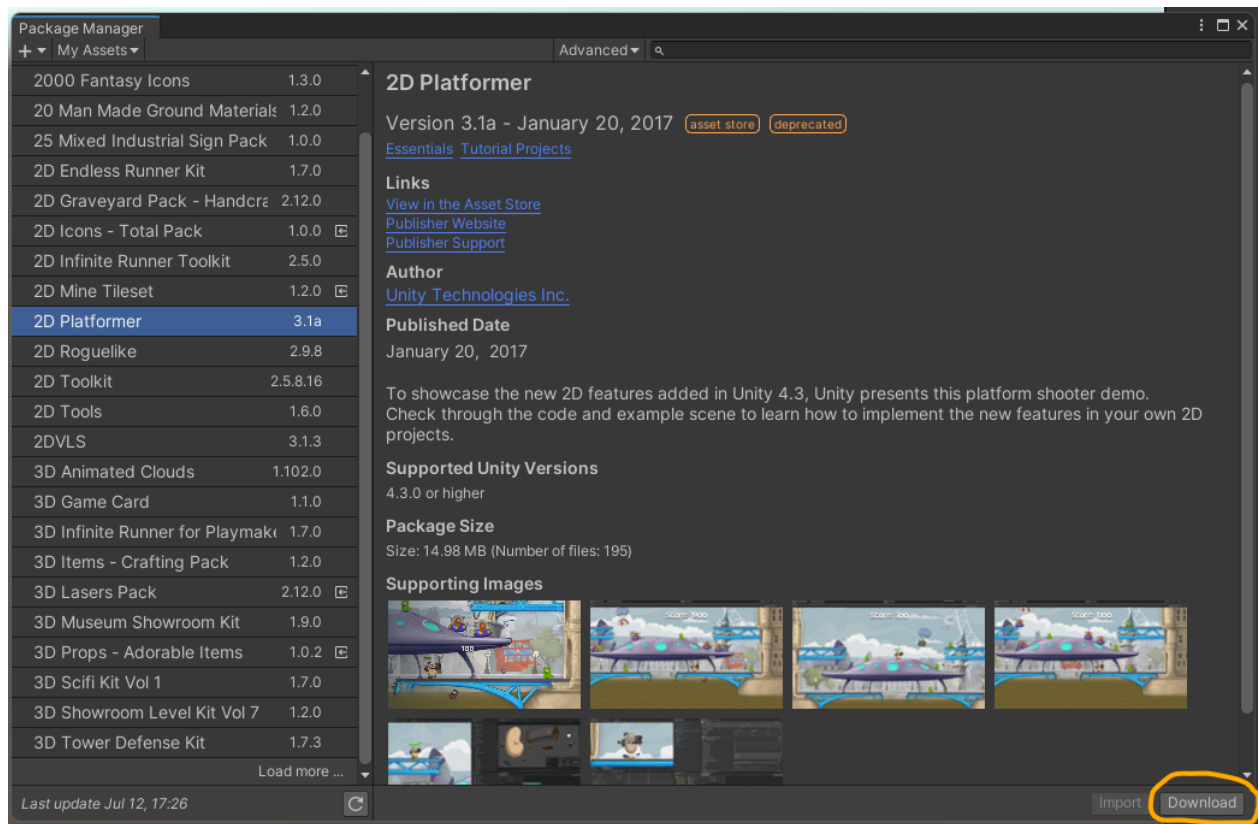 Package Manager
+ My Assets Advanced
2000 Fantasy Icons 1.3.0
20 Man Made Ground Materials 1.2.0
25 Mixed Industrial Sign Pack 1.0.0
2D Endless Runner Kit 1.7.0
2D Graveyard Pack - Handcra 2.12.0
2D Icons - Total Pack 1.0.0
2D Infinite Runner Toolkit 2.5.0
2D Mine Tileset 1.2.0
2D Platformer 3.1a
2D Roguelike 2.9.8
2D Toolkit 2.5.8.16
2D Tools 1.6.0
2DVLS 3.1.3
3D Animated Clouds 1.102.0
3D Game Card 1.1.0
3D Infinite Runner for Playmake 1.7.0
3D Items - Crafting Pack 1.2.0
3D Lasers Pack 2.12.0
3D Museum Showroom Kit 1.9.0
3D Props - Adorable Items 1.0.2
3D Scifi Kit Vol 1 1.7.0
3D Showroom Level Kit Vol 7 1.2.0
3D Tower Defense Kit 1.7.3
Load more ...
Last update Jul 12, 17:26
2D Platformer
Version 3.1a - January 20, 2017 asset store deprecated
Essentials Tutorial Projects
Links
View in the Asset Store
Publisher Website
Publisher Support
Author
Unity Technologies Inc.
Published Date
January 20, 2017
To showcase the new 2D features added in Unity 4.3, Unity presents this platform shooter demo.
Check through the code and example scene to learn how to implement the new features in your own 2D
projects.
Supported Unity Versions
4.3.0 or higher
Package Size
Size: 14.98 MB (Number of files: 195)
Supporting Images
100
Import Download